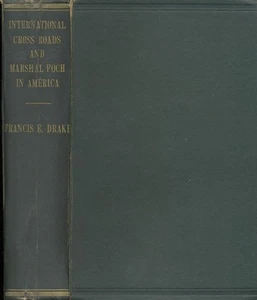 INTERNATIONAL
CROSS ROADS
AND
MARSHAL FOCH
IN AMERICA
FRANCIS E. DRAKE